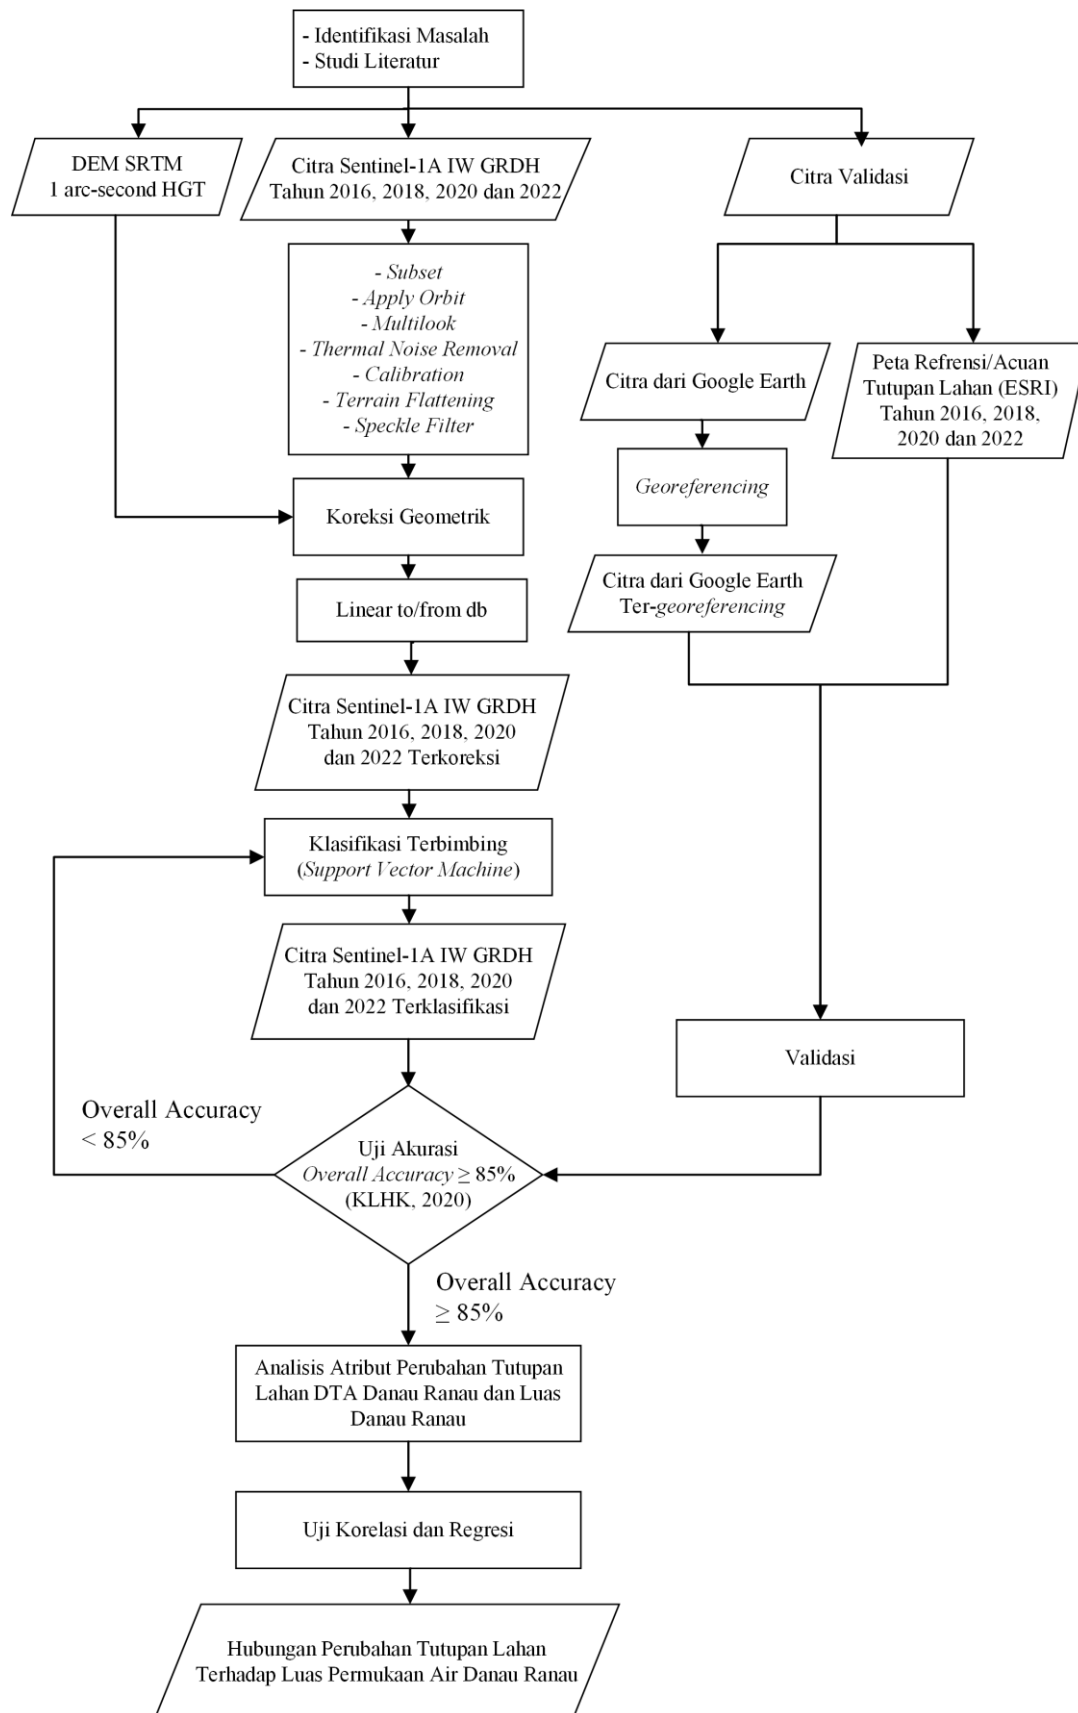 - Identifikasi Masalah
- Studi Literatur
DEM SRTM
1 arc-second HGT
Citra Sentinel-1A IW GRDH
Tahun 2016, 2018, 2020 dan 2022
Citra Validasi
- Subset
- Apply Orbit
- Multilook
- Thermal Noise Removal
- Calibration
- Terrain Flattening
- Speckle Filter
Citra dari Google Earth
Peta Refrensi/Acuan
Tutupan Lahan (ESRI)
Tahun 2016, 2018,
2020 dan 2022
Georeferencing
Koreksi Geometrik
Citra dari Google Earth
Ter-georeferencing
Linear to/from db
Citra Sentinel-1A IW GRDH
Tahun 2016, 2018, 2020
dan 2022 Terkoreksi
Klasifikasi Terbimbing
(Support Vector Machine)
Citra Sentinel-1A IW GRDH
Tahun 2016, 2018, 2020
dan 2022 Terklasifikasi
Validasi
Overall Accuracy
< 85%
Uji Akurasi
Overall Accuracy ≥ 85%
(KLHK, 2020)
Overall Accuracy
≥ 85%
Analisis Atribut Perubahan Tutupan
Lahan DTA Danau Ranau dan Luas
Danau Ranau
Uji Korelasi dan Regresi
Hubungan Perubahan Tutupan Lahan
Terhadap Luas Permukaan Air Danau Ranau